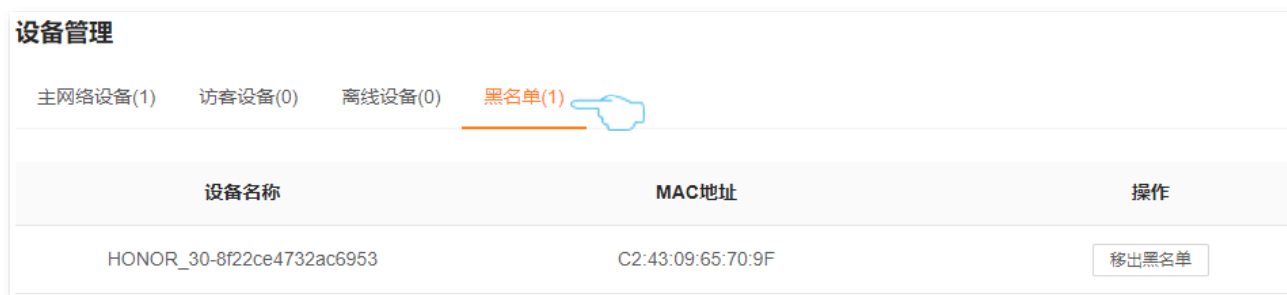 设备管理
主网络设备(1) 访客设备(0) 离线设备(0) 黑名单(1)
设备名称 MAC地址 操作
HONOR_30-8f22ce4732ac6953 C2:43:09:65:70:9F 移出黑名单